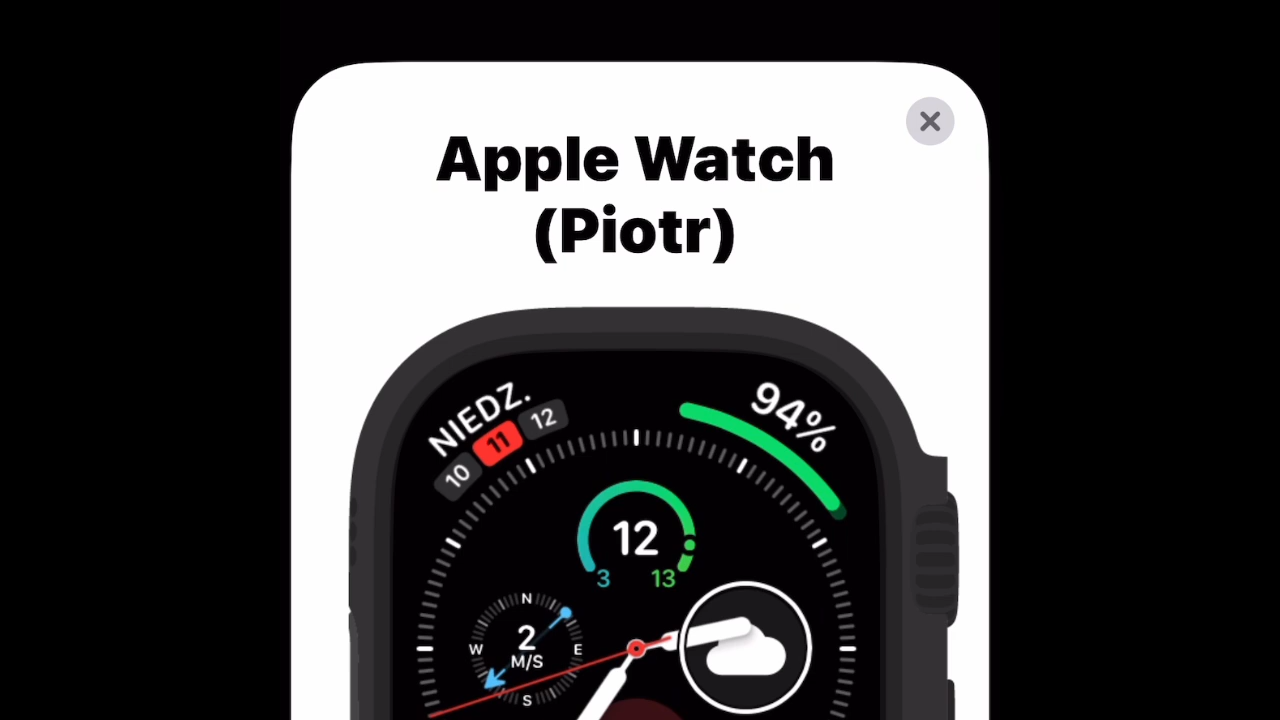 Apple Watch
(Piotr)
NIEDZ.
10 11 12
94%
12
3 13
N
W 2 E
M/S
S